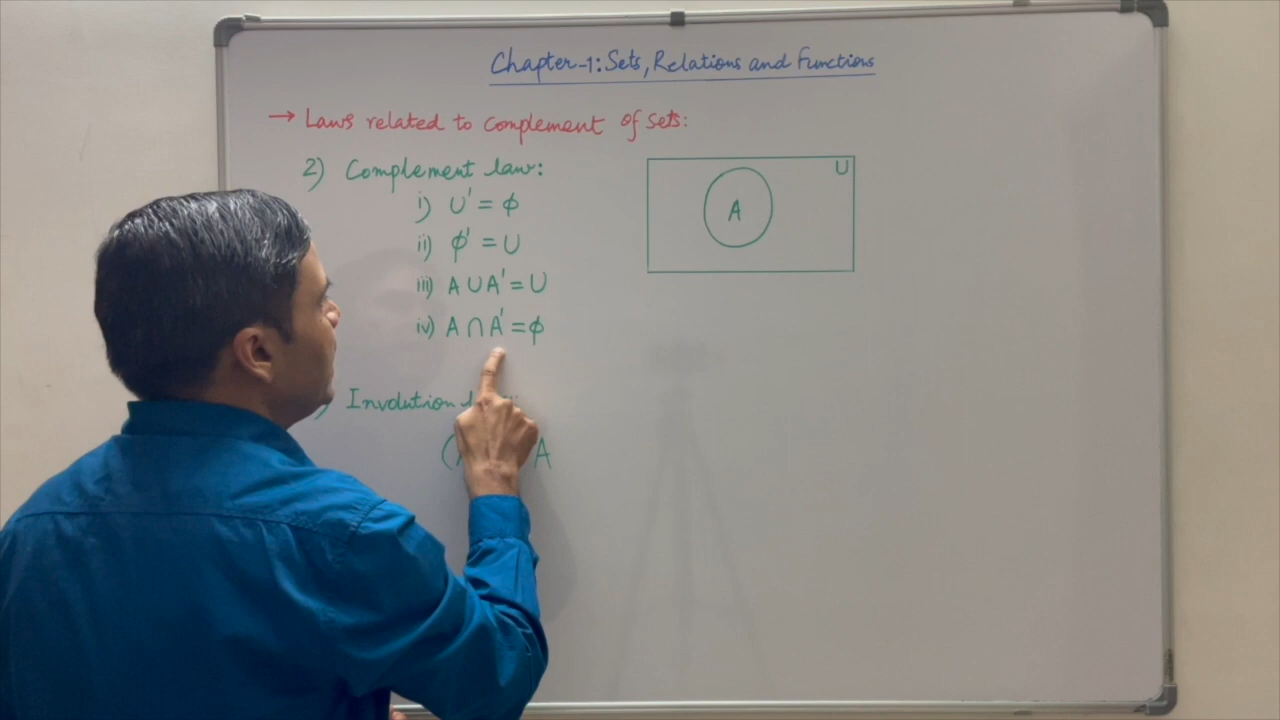 Chapter-1: Sets, Relations and Functions
→ Laws related to complement of sets:
2) Complement law:
i) U' = ϕ
ii) ϕ' = U
iii) A ∪ A' = U
iv) A ∩ A' = ϕ
) Involution
( A
U
A